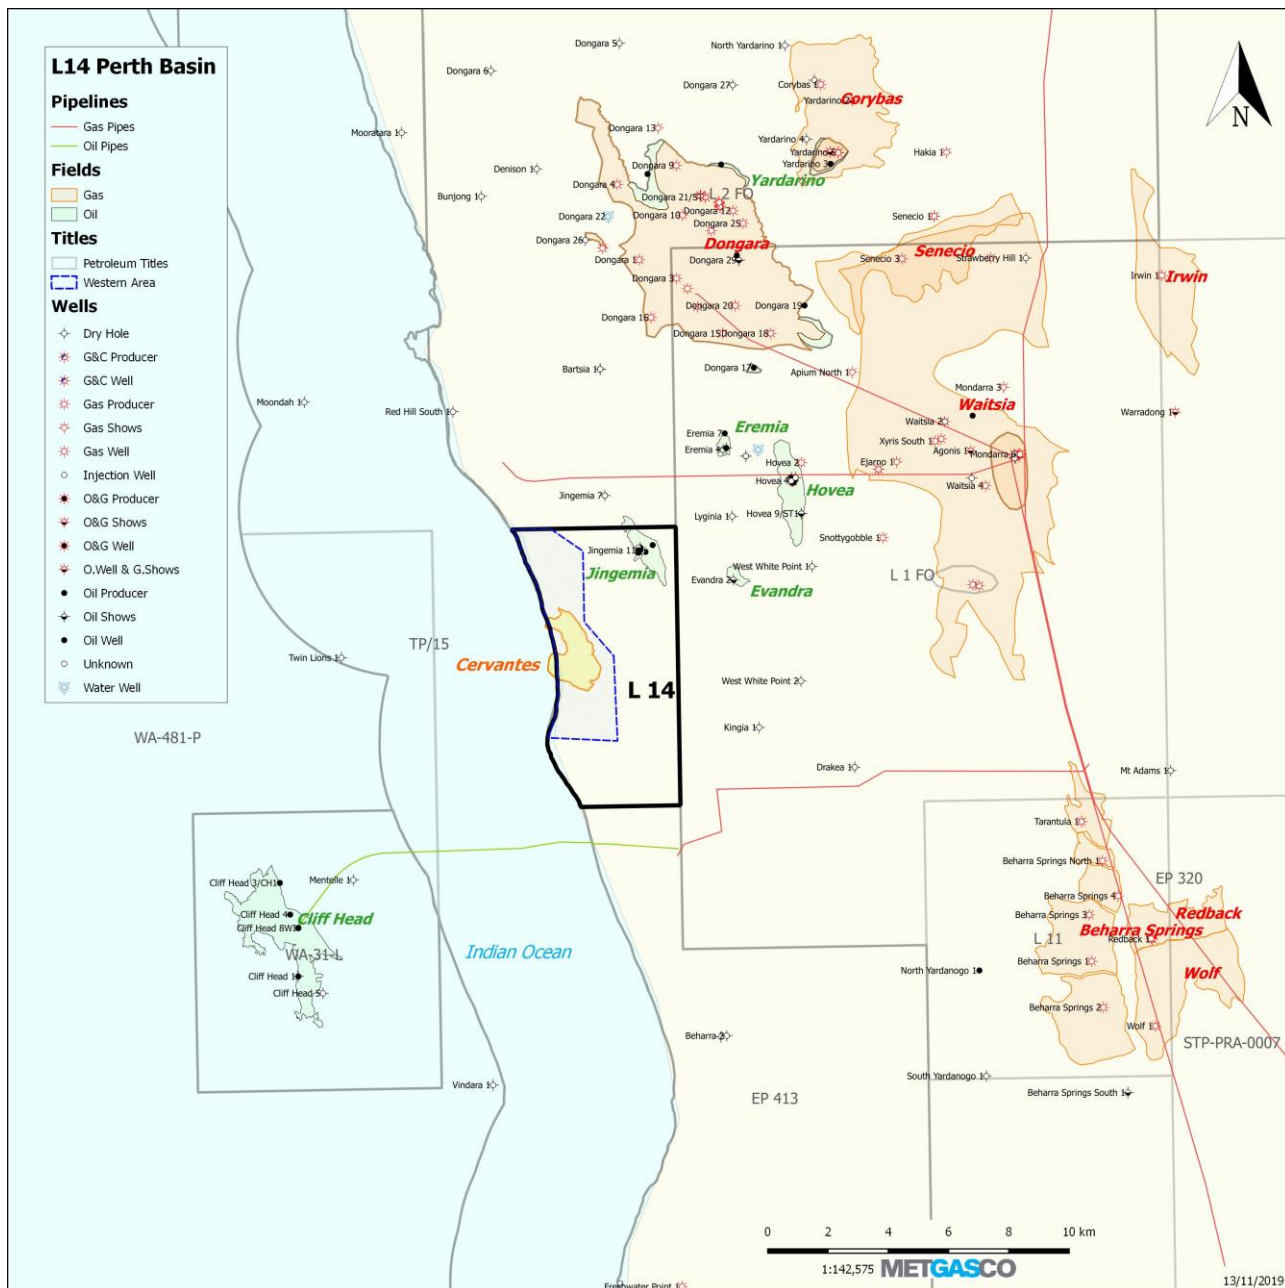 L14 Perth Basin
Pipelines
Gas Pipes
Oil Pipes
Fields
Gas
Oil
Titles
Petroleum Titles
Western Area
Wells
Dry Hole
G&C Producer
G&C Well
Gas Producer
Gas Shows
Gas Well
Injection Well
O&G Producer
O&G Shows
O&G Well
O.Well & G.Shows
Oil Producer
Oil Shows
Oil Well
Unknown
Water Well
N
Dongara 5
North Yardarino 1
Dongara 6
Dongara 27
Corybas 1
Corybas
Mooratara 1
Dongara 13
Yardarino 4
Hakia 1
Denison 1
Dongara 9
Yardarino 3
Yardarino
Dongara 4
Bunjong 1
Dongara 21/ST
L 2 FO
Dongara 22
Dongara 10
Dongara 12
Dongara 25
Senecio 1
Dongara 26
Dongara
Senecio
Dongara 1
Dongara 29
Senecio 3
Strawberry Hill 1
Dongara 3
Irwin 1
Irwin
Dongara 20
Dongara 19
Dongara 16
Dongara 15
Dongara 18
Bartsia 1
Dongara 17
Apium North 1
Moondah 1
Red Hill South 1
Mondarra 3
Waitsia
Warradong 1
Waitsia 2
Eremia
Eremia 7
Eremia 4
Xyris South 1
Agonis 1
Hovea 2
Ejarno 1
Hovea 4
Hovea
Waitsia 4
Jingemia 7
Lyginia 1
Hovea 9/ST1
Snottygobble 1
Jingemia 11
Jingemia
West White Point 1
Evandra 2
Evandra
L 1 FO
TP/15
Twin Lions 1
Cervantes
L 14
West White Point 2
Kingia 1
WA-481-P
Drakea 1
Mt Adams 1
Tarantula 1
Beharra Springs North 1
EP 320
Cliff Head 3/CH1
Mentelle 1
Beharra Springs 4
Cliff Head 4
Cliff Head
Beharra Springs 3
Redback
Cliff Head 8WI
Beharra Springs
L 11
Redback 1
WA-31-L
Indian Ocean
Beharra Springs 1
Cliff Head 1
North Yardanogo 1
Wolf
Cliff Head 5
Beharra Springs 2
Wolf 1
Beharra 2
STP-PRA-0007
Vindara 1
South Yardanogo 1
EP 413
Beharra Springs South 1
0 2 4 6 8 10 km
1:142,575
METGASCO
Freshwater Point 1
13/11/2019